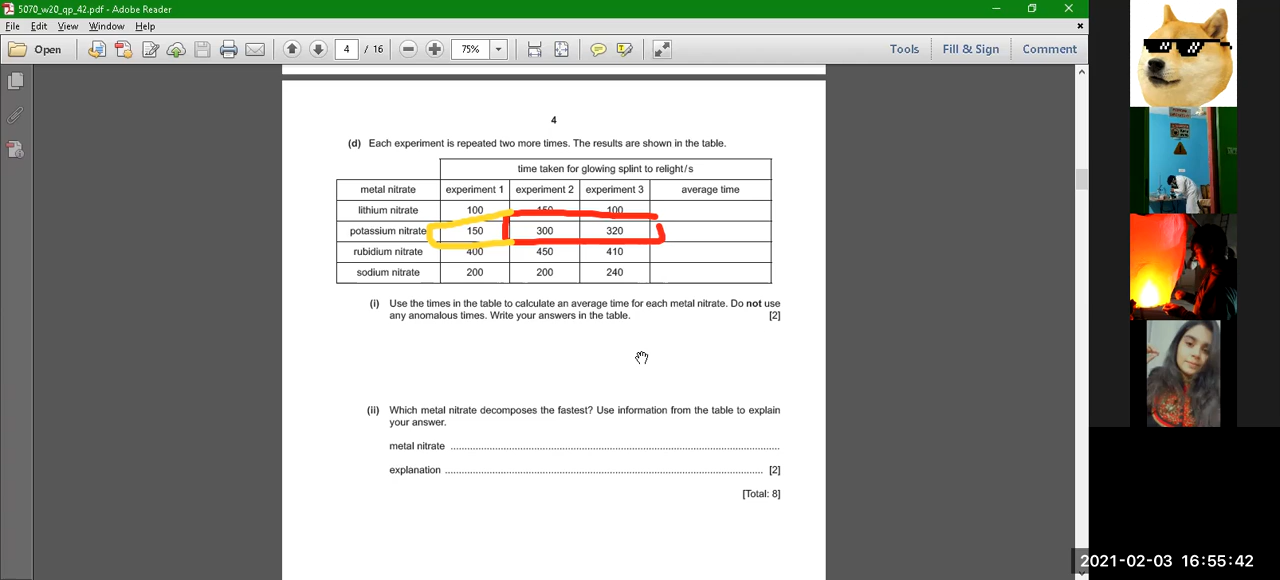 5070_w20_qp_42.pdf - Adobe Reader
File Edit View Window Help
Open 4 / 16 75% Tools Fill & Sign Comment
4
(d) Each experiment is repeated two more times. The results are shown in the table.
time taken for glowing splint to relight/s
metal nitrate experiment 1 experiment 2 experiment 3 average time
lithium nitrate 100 150 100
potassium nitrate 150 300 320
rubidium nitrate 400 450 410
sodium nitrate 200 200 240
(i) Use the times in the table to calculate an average time for each metal nitrate. Do not use
any anomalous times. Write your answers in the table. [2]
(ii) Which metal nitrate decomposes the fastest? Use information from the table to explain
your answer.
metal nitrate ....................................................................................................
explanation ................................................................................................ [2]
[Total: 8]
2021-02-03 16:55:42